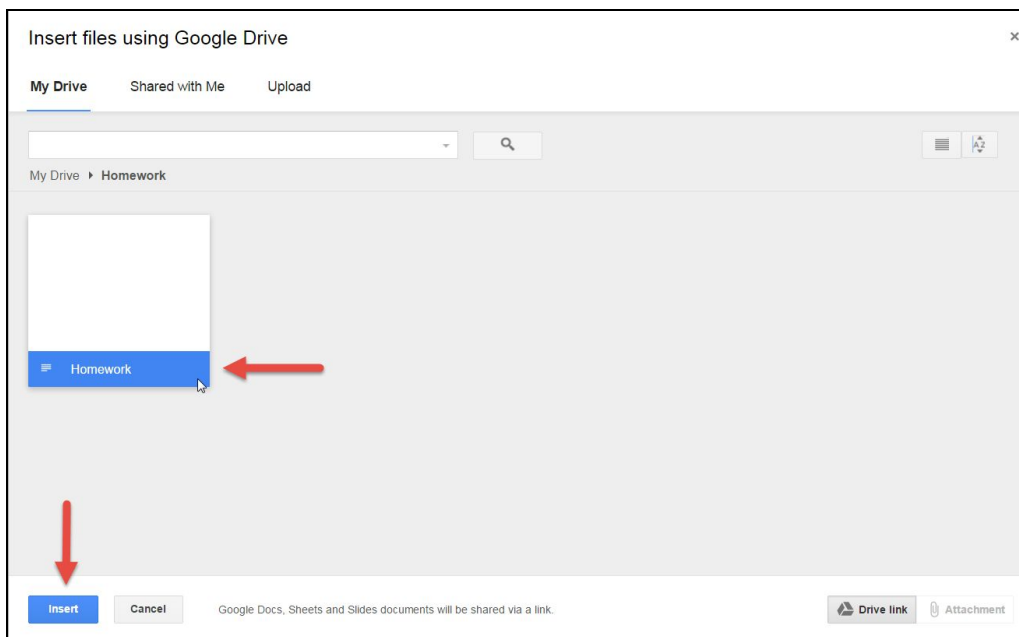 Insert files using Google Drive
×
My Drive Shared with Me Upload
AZ
My Drive Homework
Homework
Insert Cancel Google Docs, Sheets and Slides documents will be shared via a link. Drive link Attachment